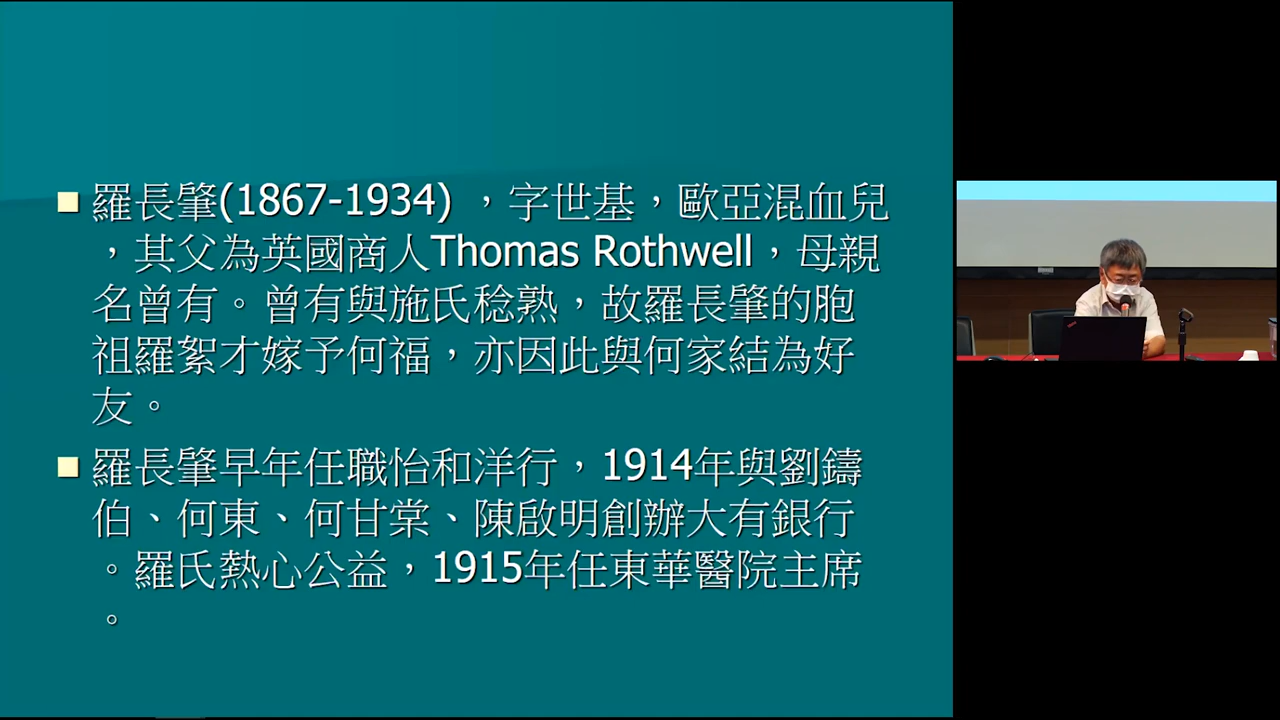 羅長肇(1867-1934) ，字世基，歐亞混血兒
，其父為英國商人Thomas Rothwell，母親
名曾有。曾有與施氏稔熟，故羅長肇的胞
祖羅絮才嫁予何福，亦因此與何家結為好
友。
羅長肇早年任職怡和洋行，1914年與劉鑄
伯、何東、何甘棠、陳啟明創辦大有銀行
。羅氏熱心公益，1915年任東華醫院主席
。